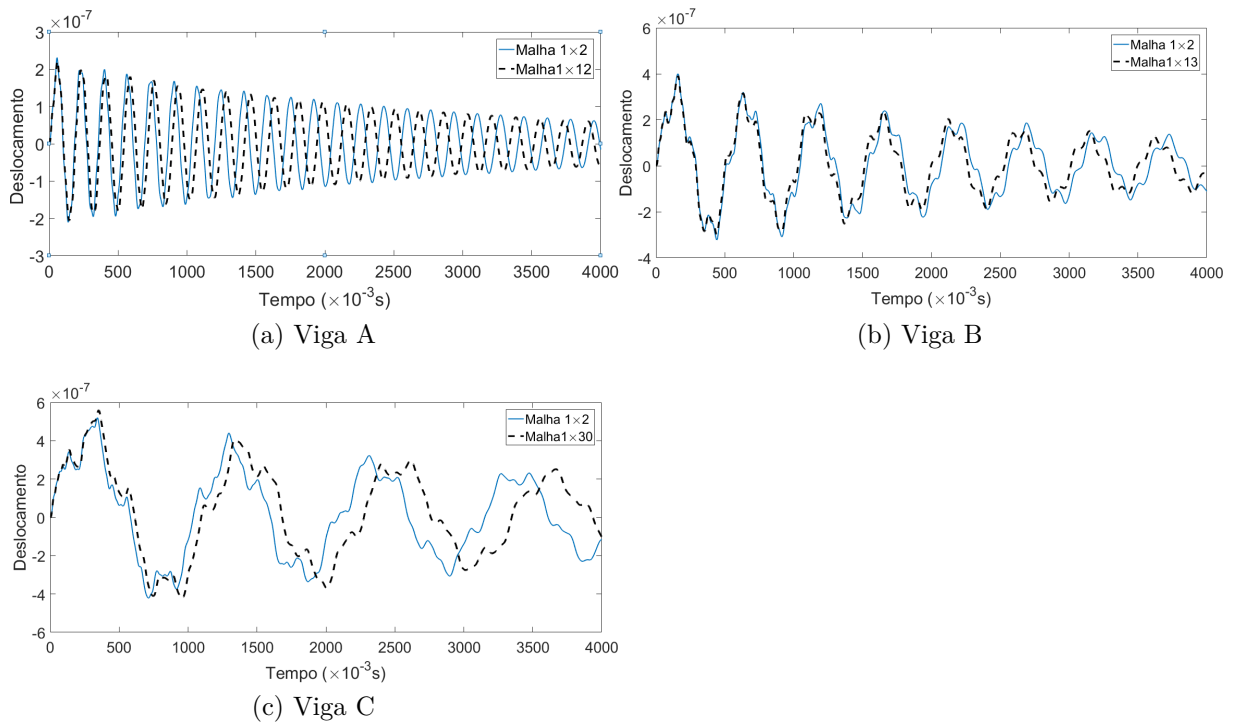 ×10⁻⁷
3
2
1
0
-1
-2
-3
Deslocamento
Malha 1×2
Malha1×12
0 500 1000 1500 2000 2500 3000 3500 4000
Tempo (×10⁻³s)
(a) Viga A
×10⁻⁷
6
4
2
0
-2
-4
Deslocamento
Malha 1×2
Malha1×13
0 500 1000 1500 2000 2500 3000 3500 4000
Tempo (×10⁻³s)
(b) Viga B
×10⁻⁷
6
4
2
0
-2
-4
-6
Deslocamento
Malha 1×2
Malha1×30
0 500 1000 1500 2000 2500 3000 3500 4000
Tempo (×10⁻³s)
(c) Viga C